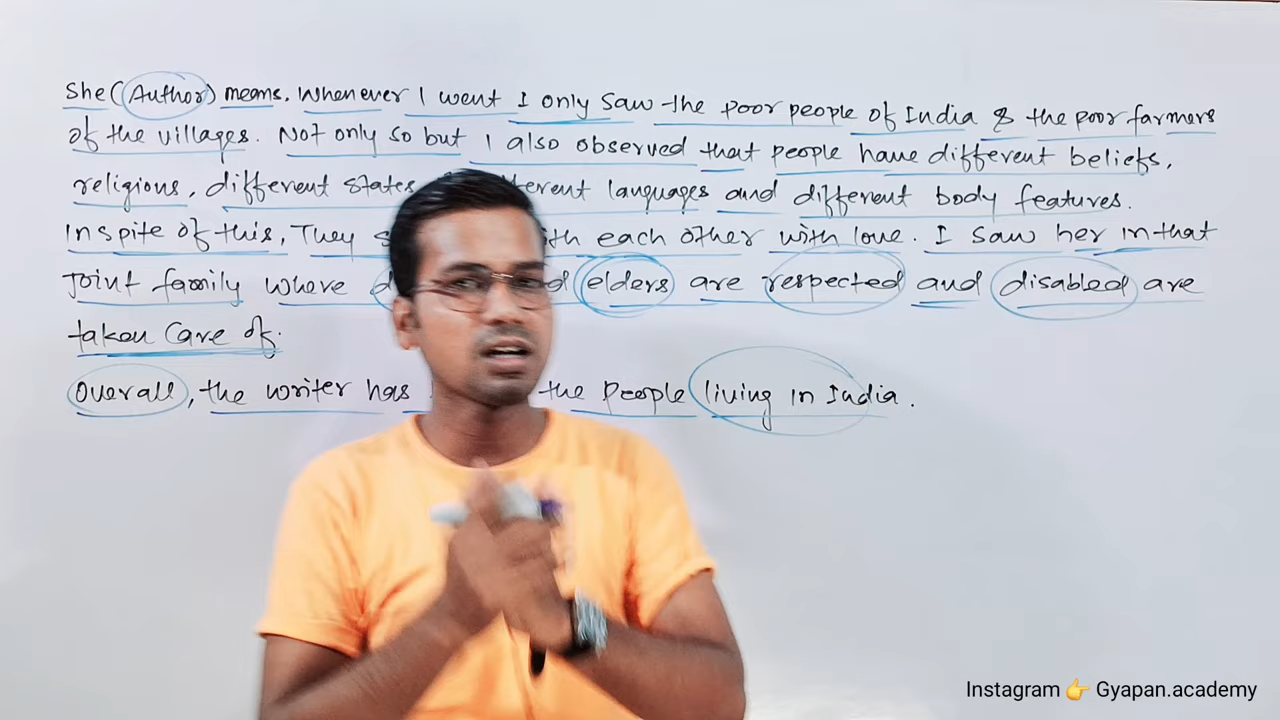 She (Author) means. Whenever I went I only saw the poor people of India & the poor farmers
of the villages. Not only so but I also observed that people have different beliefs,
religious, different states languages and different body features.
Inspite of this, They each other with love. I saw her in that
Joint family where elders are respected and disabled are
taken care of.
Overall, the writer has the people living in India.
Instagram 👉 Gyapan.academy